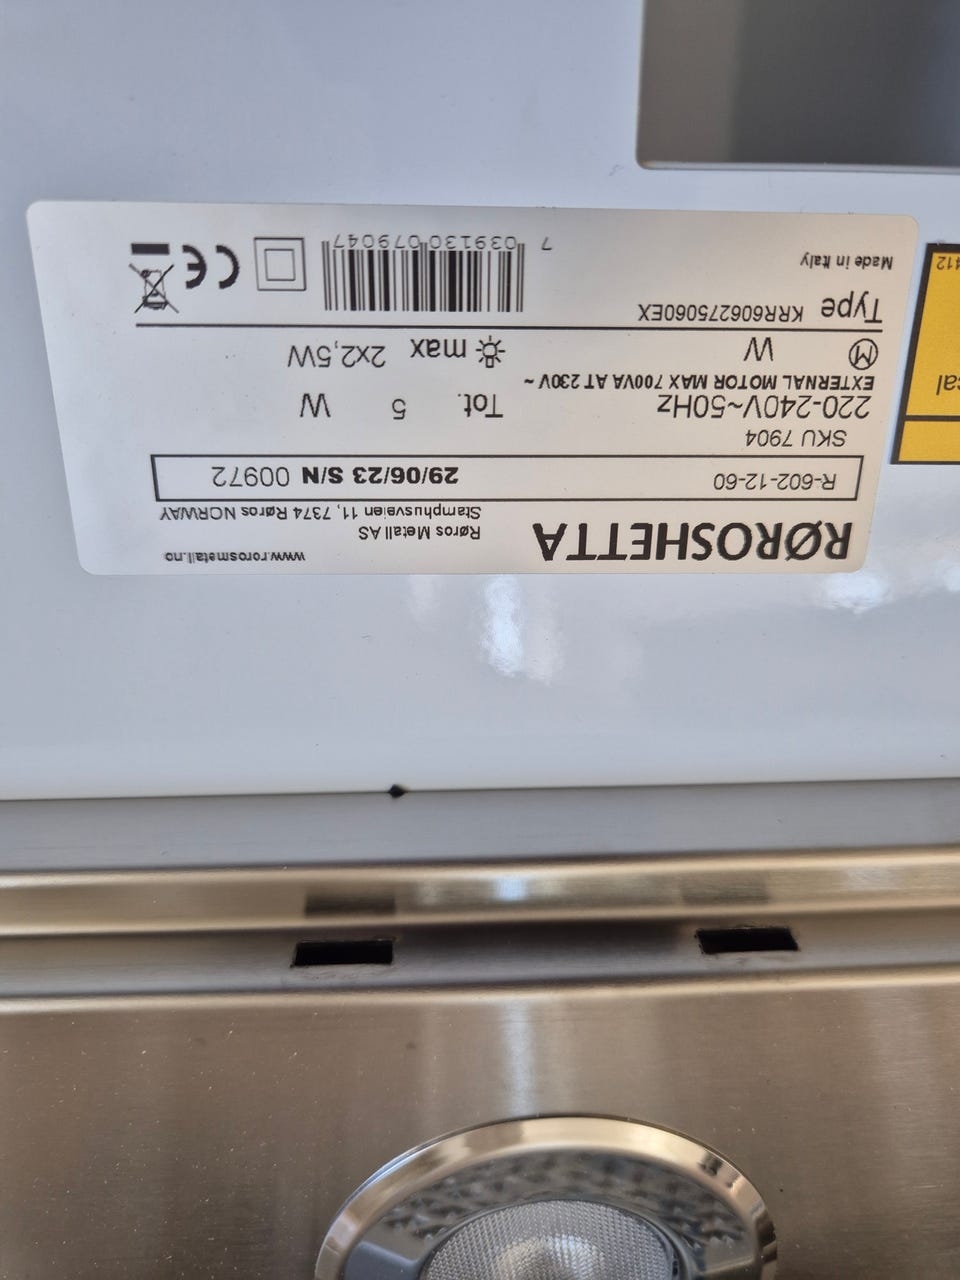 RØROSHETTA
Røros Metall AS
Stamphusveien 11, 7374 Røros NORWAY
www.rorosmetall.no
R-602-12-60 29/06/23 S/N 00972
SKU 7904
220-240V~50Hz Tot. 5 W
EXTERNAL MOTOR MAX 700VA AT 230V ~
M W max 2x2,5W
Type KRR606275060EX
Made in Italy
7 039130 079047
CE